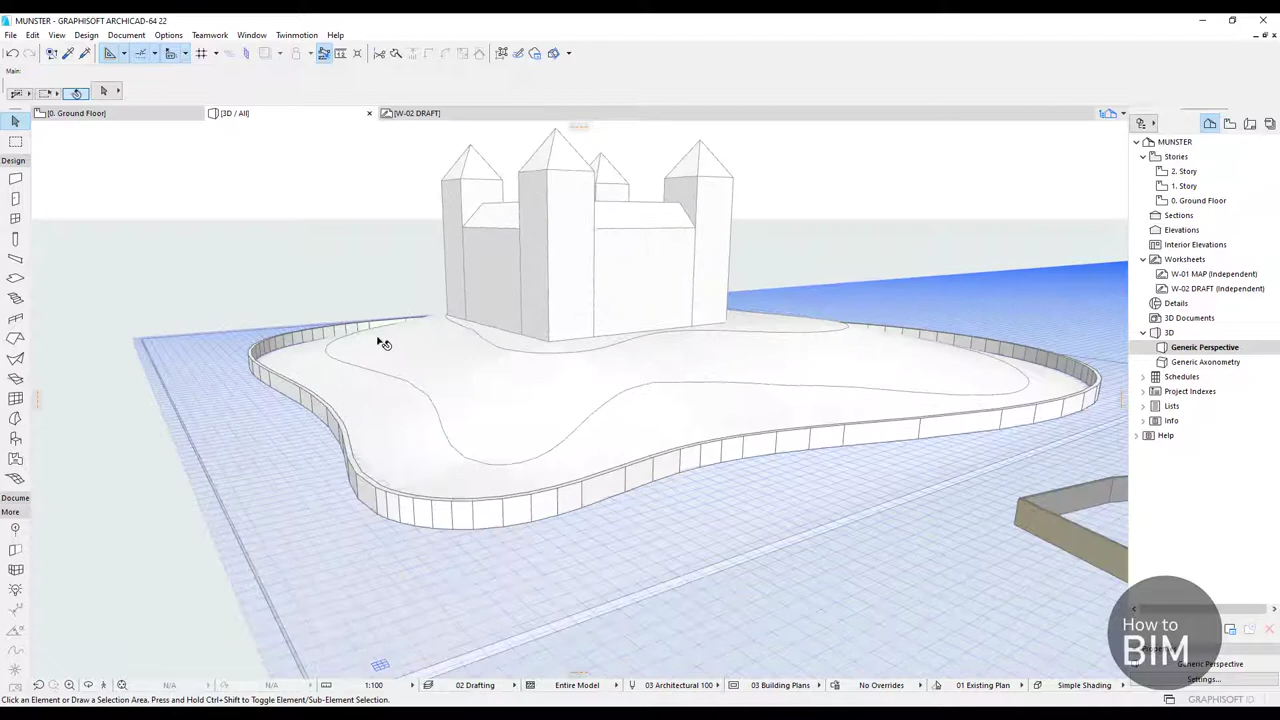 MUNSTER - GRAPHISOFT ARCHICAD-64 22
File Edit View Design Document Options Teamwork Window Twinmotion Help
Main:
[0. Ground Floor]
[3D / All]
[W-02 DRAFT]
Design
Docume
More
MUNSTER
Stories
2. Story
1. Story
0. Ground Floor
Sections
Elevations
Interior Elevations
Worksheets
W-01 MAP (Independent)
W-02 DRAFT (Independent)
Details
3D Documents
3D
Generic Perspective
Generic Axonometry
Schedules
Project Indexes
Lists
Info
Help
How to
BIM
Generic Perspective
Settings...
N/A
N/A
1:100
02 Drafting
Entire Model
03 Architectural 100
03 Building Plans
No Overrides
01 Existing Plan
Simple Shading
Click an Element or Draw a Selection Area. Press and Hold Ctrl+Shift to Toggle Element/Sub-Element Selection.
GRAPHISOFT ID